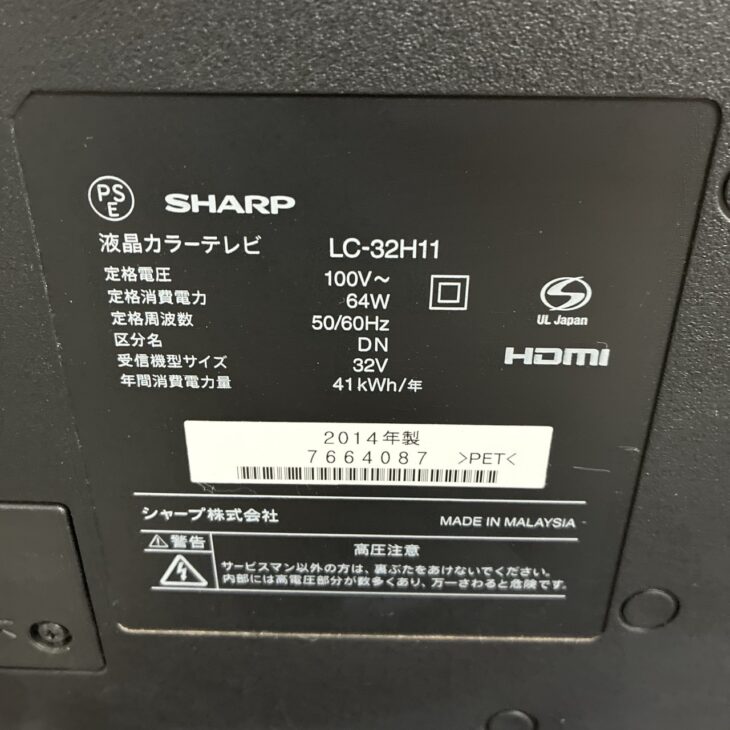 PS
E
SHARP
液晶カラーテレビ LC-32H11
定格電圧 100V～
定格消費電力 64W
定格周波数 50/60Hz
区分名 DN
受信機型サイズ 32V
年間消費電力量 41kWh/年
UL Japan
HDMI
2014年製
7664087 >PET<
シャープ株式会社 MADE IN MALAYSIA
⚠警告 高圧注意
サービスマン以外の方は、裏ぶたをあけないでください。
内部には高電圧部分が数多くあり、万一さわると危険です。